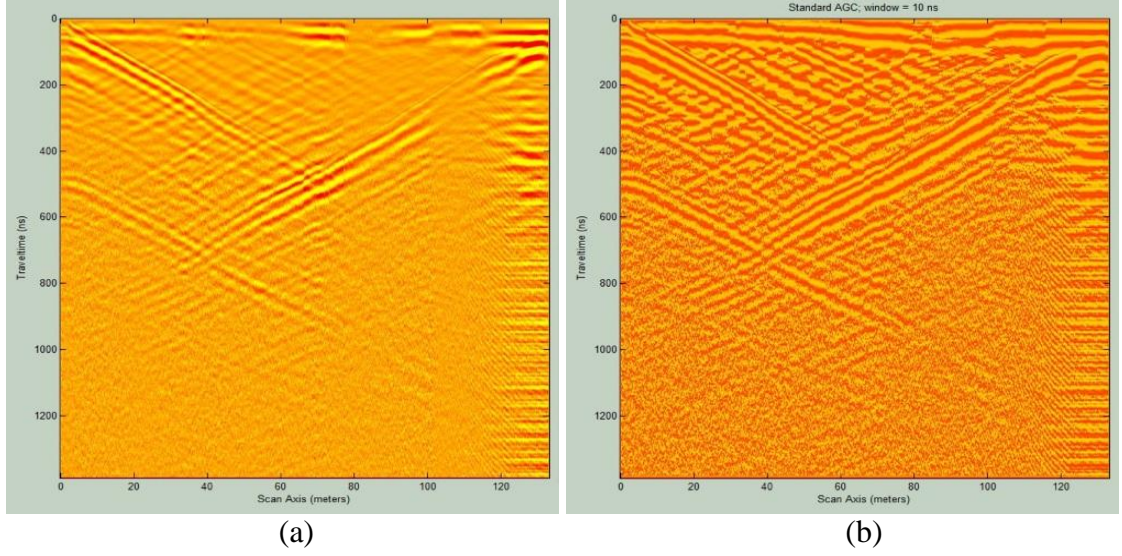 Standard AGC; window = 10 ns
0
200
400
600
800
1000
1200
Traveltime (ns)
0 20 40 60 80 100 120
Scan Axis (meters)
0
200
400
600
800
1000
1200
Traveltime (ns)
0 20 40 60 80 100 120
Scan Axis (meters)
(a) (b)